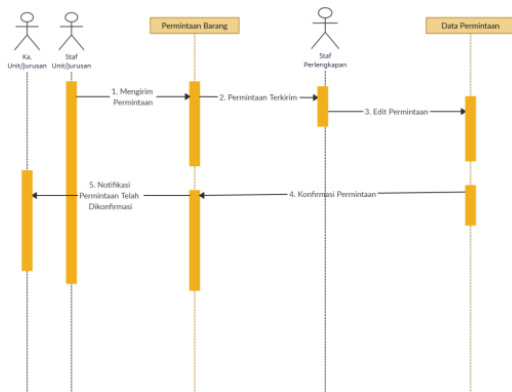 Ka.
Unit/Jurusan
Staf
Unit/Jurusan
Permintaan Barang
Staf
Perlengkapan
Data Permintaan
1. Mengirim
Permintaan
2. Permintaan Terkirim
3. Edit Permintaan
4. Konfirmasi Permintaan
5. Notifikasi
Permintaan Telah
Dikonfirmasi